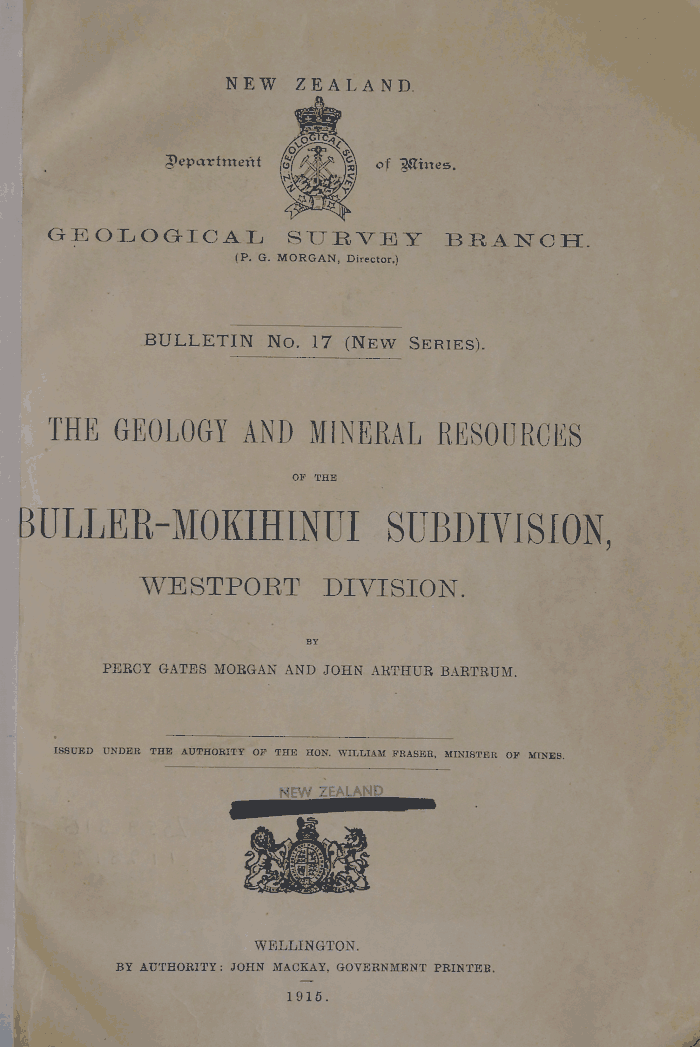 NEW ZEALAND.
Department of Mines.
N.Z. GEOLOGICAL SURVEY
GEOLOGICAL SURVEY BRANCH.
(P. G. MORGAN, Director.)
BULLETIN No. 17 (New Series).
THE GEOLOGY AND MINERAL RESOURCES
OF THE
BULLER-MOKIHINUI SUBDIVISION,
WESTPORT DIVISION.
BY
PERCY GATES MORGAN AND JOHN ARTHUR BARTRUM.
ISSUED UNDER THE AUTHORITY OF THE HON. WILLIAM FRASER, MINISTER OF MINES.
NEW ZEALAND
WELLINGTON.
BY AUTHORITY: JOHN MACKAY, GOVERNMENT PRINTER.
1915.